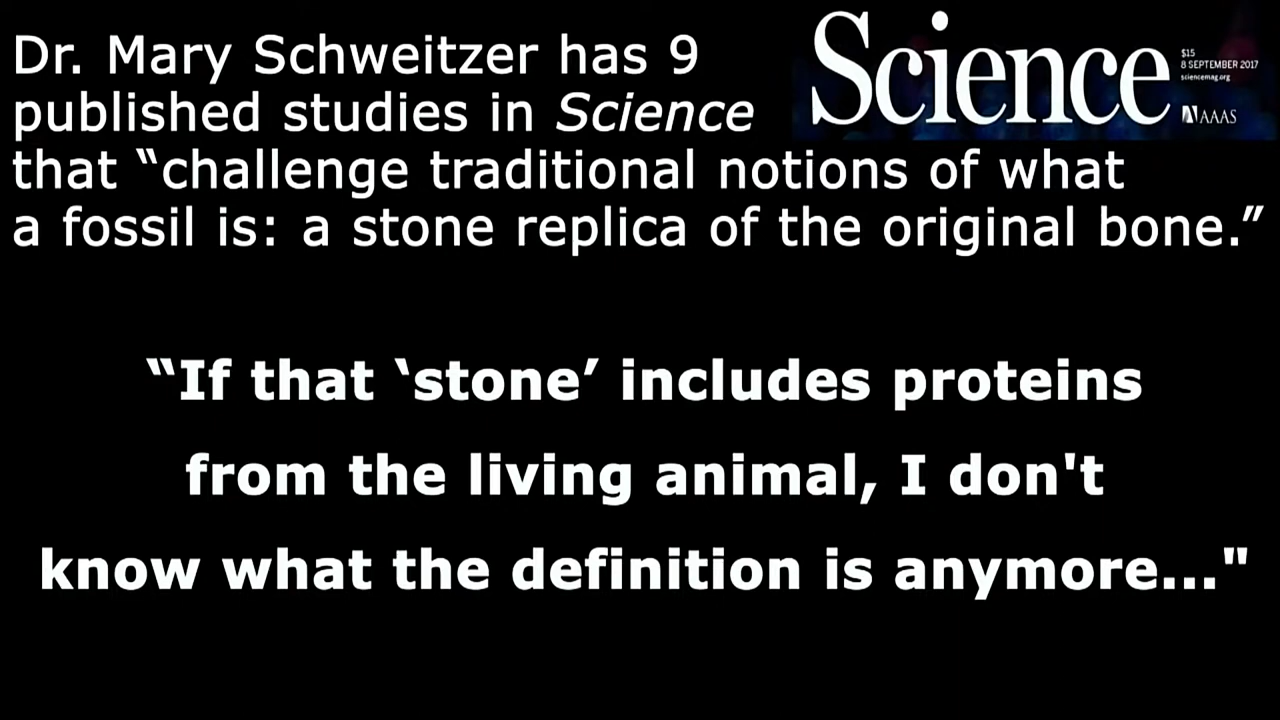 Dr. Mary Schweitzer has 9
published studies in Science
that “challenge traditional notions of what
a fossil is: a stone replica of the original bone.”
Science
$15
8 SEPTEMBER 2017
sciencemag.org
AAAS
“If that ‘stone’ includes proteins
from the living animal, I don't
know what the definition is anymore..."